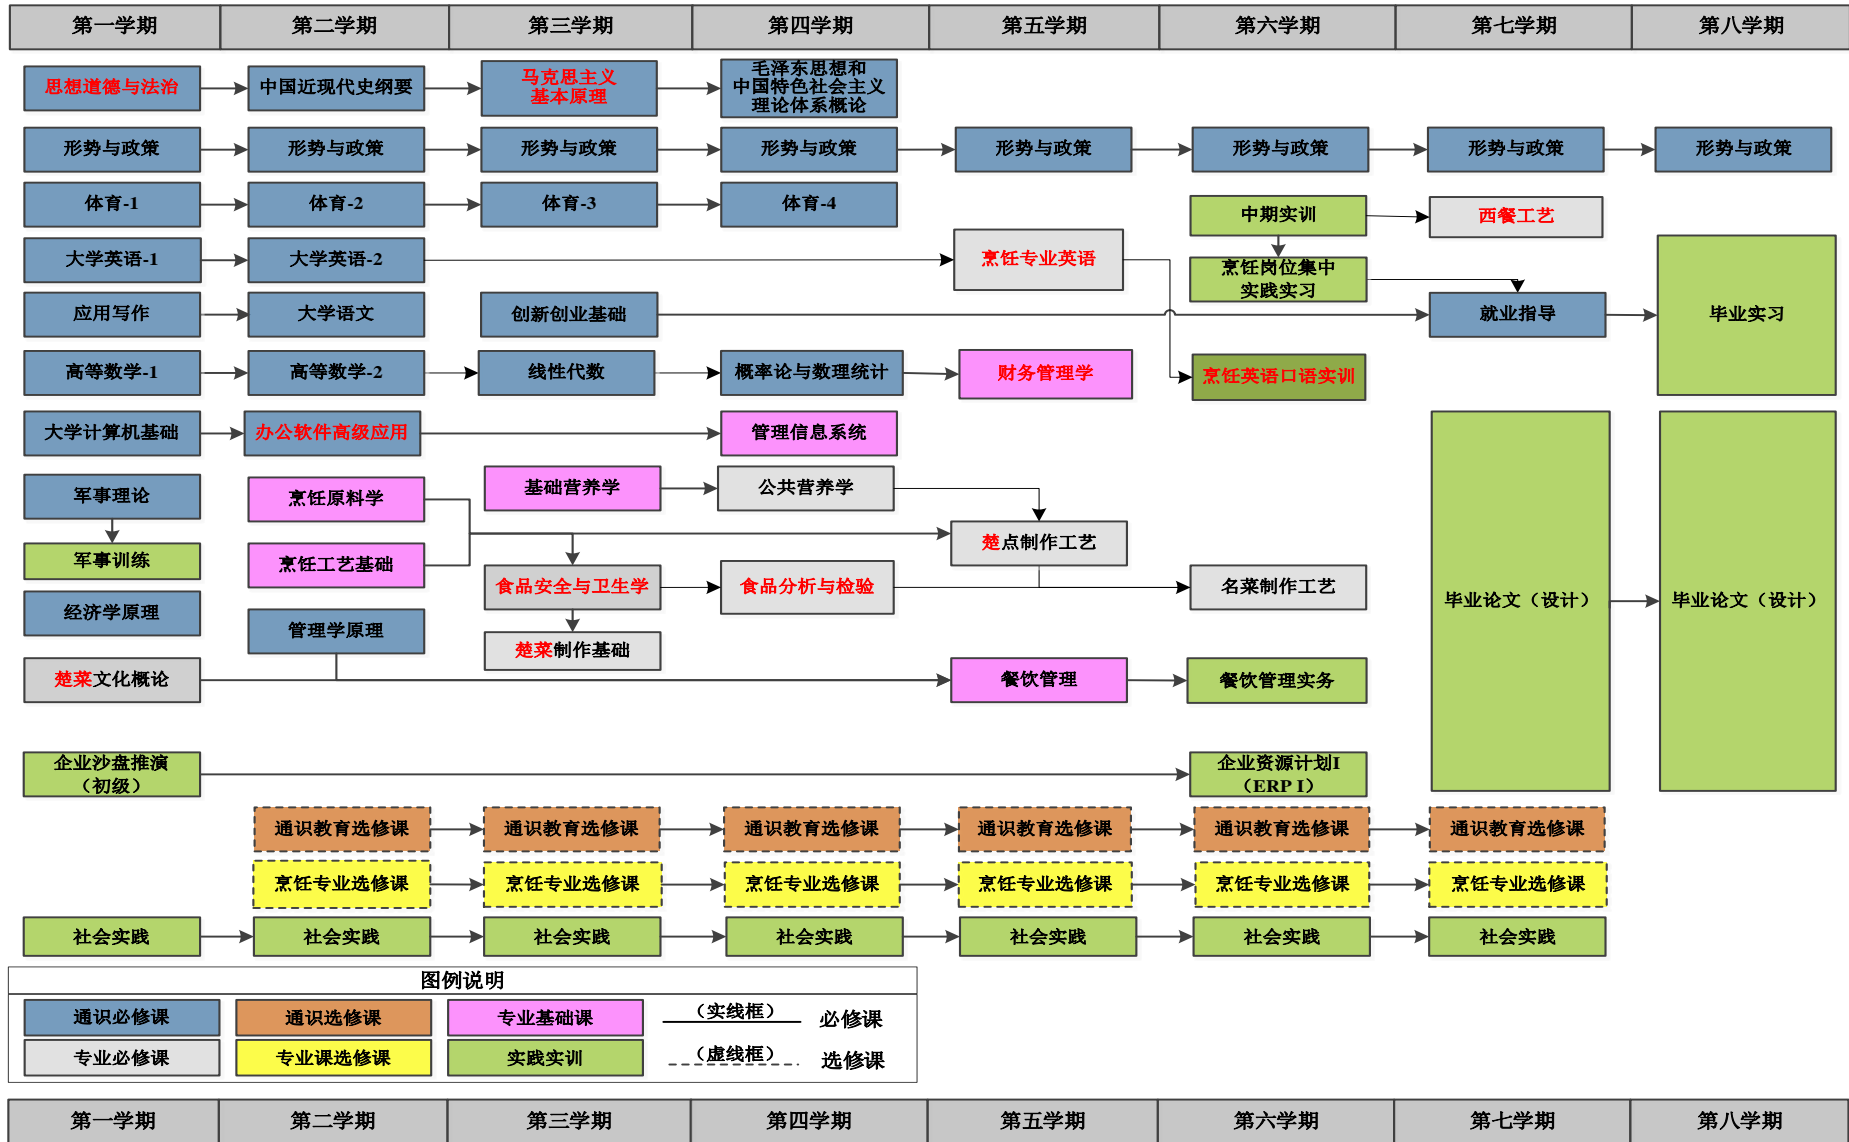 第一学期
第二学期
第三学期
第四学期
第五学期
第六学期
第七学期
第八学期
思想道德与法治
中国近现代史纲要
马克思主义
基本原理
毛泽东思想和
中国特色社会主义
理论体系概论
形势与政策
形势与政策
形势与政策
形势与政策
形势与政策
形势与政策
形势与政策
形势与政策
体育-1
体育-2
体育-3
体育-4
中期实训
西餐工艺
大学英语-1
大学英语-2
烹饪专业英语
烹饪岗位集中
实践实习
应用写作
大学语文
创新创业基础
就业指导
毕业实习
高等数学-1
高等数学-2
线性代数
概率论与数理统计
财务管理学
烹饪英语口语实训
大学计算机基础
办公软件高级应用
管理信息系统
军事理论
烹饪原料学
基础营养学
公共营养学
楚点制作工艺
军事训练
烹饪工艺基础
食品安全与卫生学
食品分析与检验
名菜制作工艺
毕业论文（设计）
毕业论文（设计）
经济学原理
管理学原理
楚菜制作基础
楚菜文化概论
餐饮管理
餐饮管理实务
企业沙盘推演
（初级）
企业资源计划I
（ERP I）
通识教育选修课
通识教育选修课
通识教育选修课
通识教育选修课
通识教育选修课
通识教育选修课
烹饪专业选修课
烹饪专业选修课
烹饪专业选修课
烹饪专业选修课
烹饪专业选修课
烹饪专业选修课
社会实践
社会实践
社会实践
社会实践
社会实践
社会实践
社会实践
图例说明
通识必修课
通识选修课
专业基础课
（实线框）
必修课
专业必修课
专业课选修课
实践实训
（虚线框）
选修课
第一学期
第二学期
第三学期
第四学期
第五学期
第六学期
第七学期
第八学期